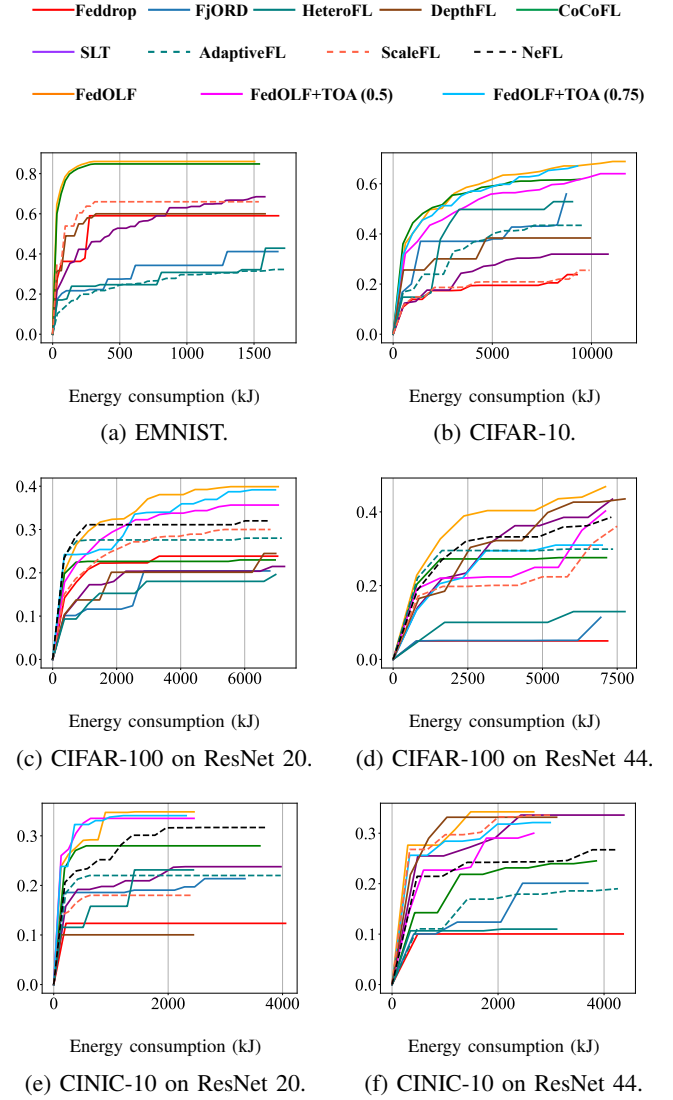 Feddrop FjORD HeteroFL DepthFL CoCoFL
SLT AdaptiveFL ScaleFL NeFL
FedOLF FedOLF+TOA (0.5) FedOLF+TOA (0.75)
0.8
0.6
0.4
0.2
0.0
0 500 1000 1500
Energy consumption (kJ)
(a) EMNIST.
0.6
0.4
0.2
0.0
0 5000 10000
Energy consumption (kJ)
(b) CIFAR-10.
0.4
0.3
0.2
0.1
0.0
0 2000 4000 6000
Energy consumption (kJ)
(c) CIFAR-100 on ResNet 20.
0.4
0.2
0.0
0 2500 5000 7500
Energy consumption (kJ)
(d) CIFAR-100 on ResNet 44.
0.3
0.2
0.1
0.0
0 2000 4000
Energy consumption (kJ)
(e) CINIC-10 on ResNet 20.
0.3
0.2
0.1
0.0
0 2000 4000
Energy consumption (kJ)
(f) CINIC-10 on ResNet 44.